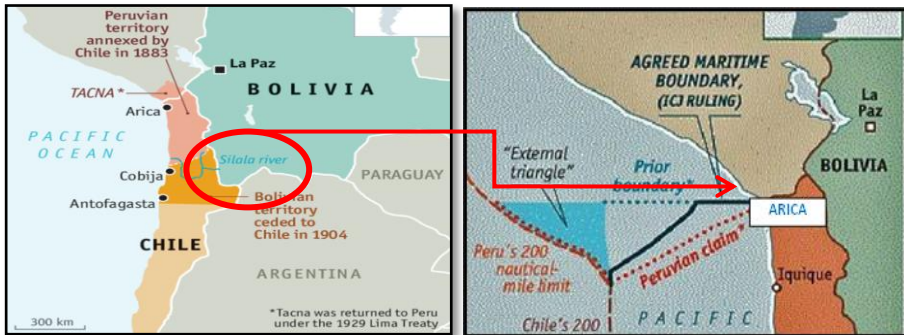 Peruvian
territory
annexed by
Chile in 1883
La Paz
TACNA*
BOLIVIA
Arica
PACIFIC
OCEAN
Silala river
PARAGUAY
Cobija
Antofagasta
Bolivian
territory
ceded to
Chile in 1904
CHILE
ARGENTINA
300 km
*Tacna was returned to Peru
under the 1929 Lima Treaty
AGREED MARITIME
BOUNDARY,
(ICJ RULING)
La
Paz
"External
triangle"
Prior
boundary*
BOLIVIA
ARICA
Peru's 200
nautical-
mile limit
Peruvian claim*
Iquique
Chile's 200
PACIFIC